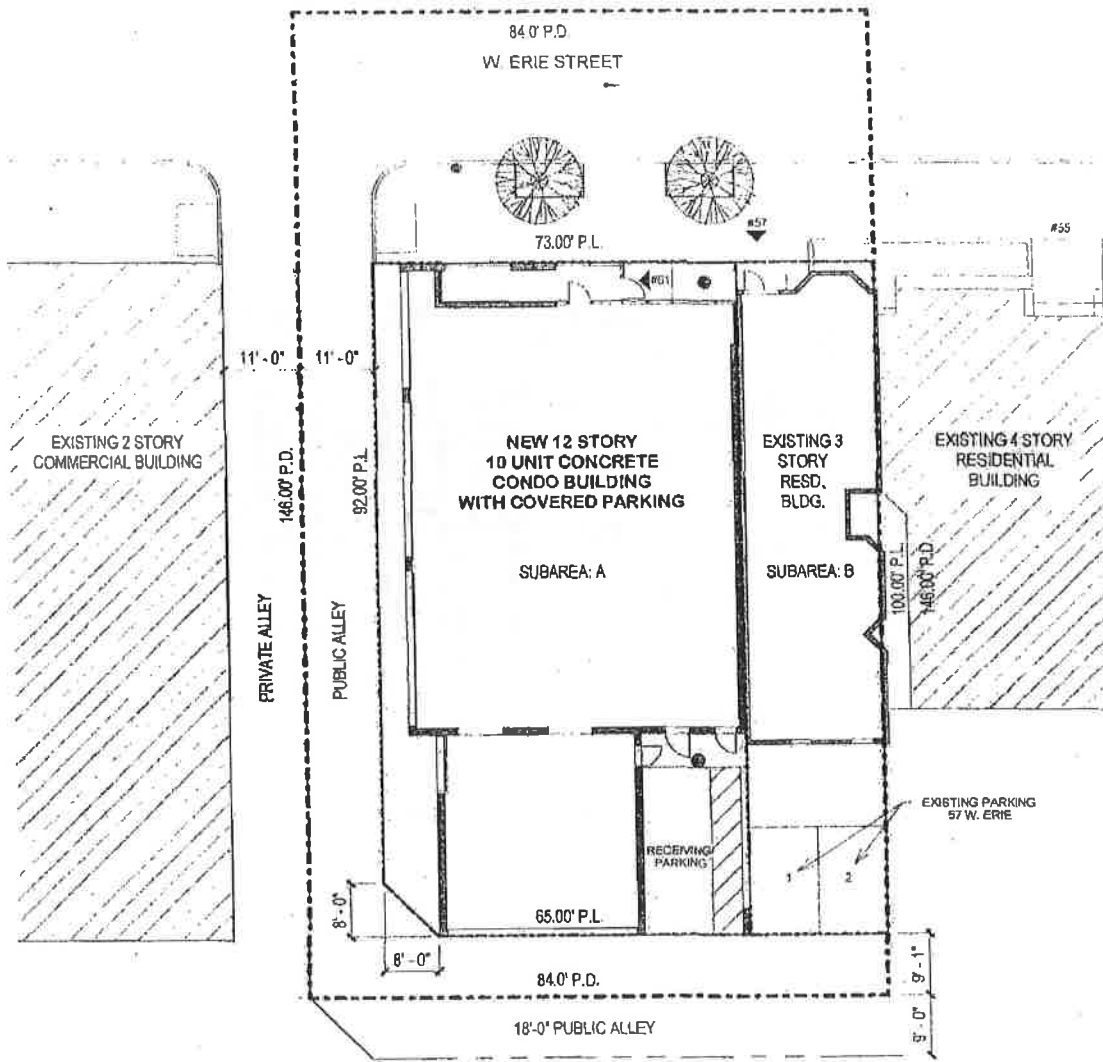 84.0' P.D.
W. ERIE STREET
73.00' P.L.
#57
#55
#61
11'-0"
11'-0"
EXISTING 2 STORY
COMMERCIAL BUILDING
PRIVATE ALLEY
146.00' P.D.
PUBLIC ALLEY
92.00' P.L.
NEW 12 STORY
10 UNIT CONCRETE
CONDO BUILDING
WITH COVERED PARKING
SUBAREA: A
EXISTING 3
STORY
RESD.
BLDG.
SUBAREA: B
EXISTING 4 STORY
RESIDENTIAL
BUILDING
100.00' P.L.
146.00' P.D.
EXISTING PARKING
57 W. ERIE
RECEIVING/
PARKING
1
2
8'-0"
8'-0"
65.00' P.L.
84.0' P.D.
9'-1"
9'-0"
18'-0" PUBLIC ALLEY